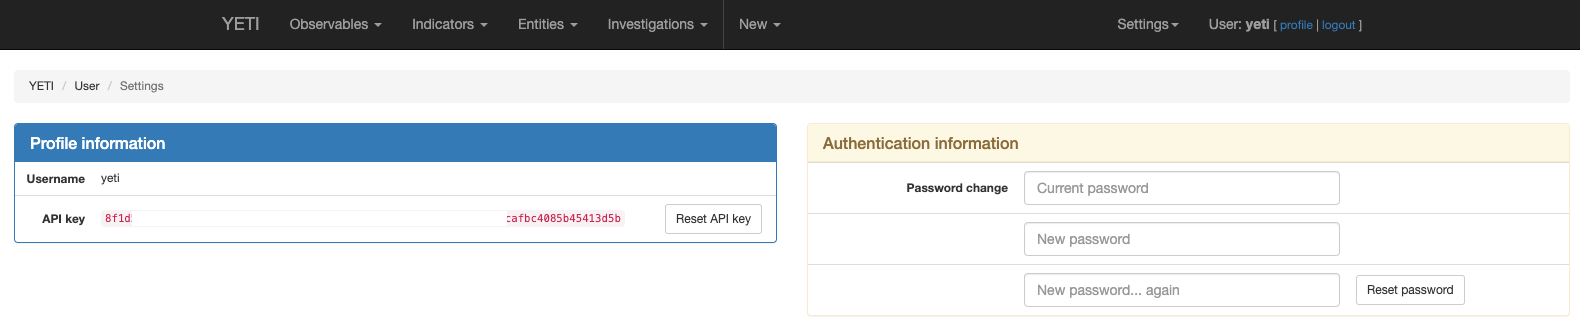 YETI Observables Indicators Entities Investigations New Settings User: yeti [ profile | logout ]
YETI / User / Settings
Profile information
Username yeti
API key 8f1d cafbc4085b45413d5b Reset API key
Authentication information
Password change Current password
New password
New password... again Reset password